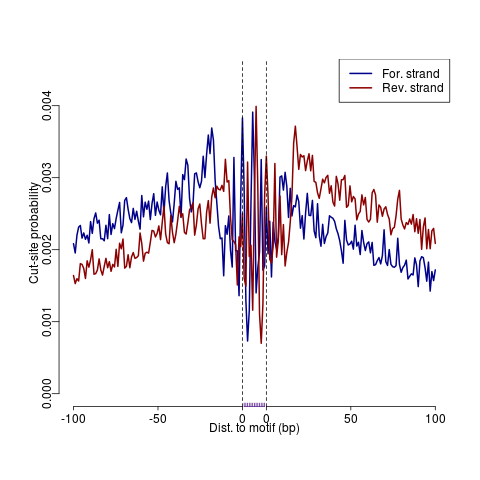 For. strand
Rev. strand
Cut-site probability
0.004
0.003
0.002
0.001
0.000
-100 -50 0 0 50 100
Dist. to motif (bp)